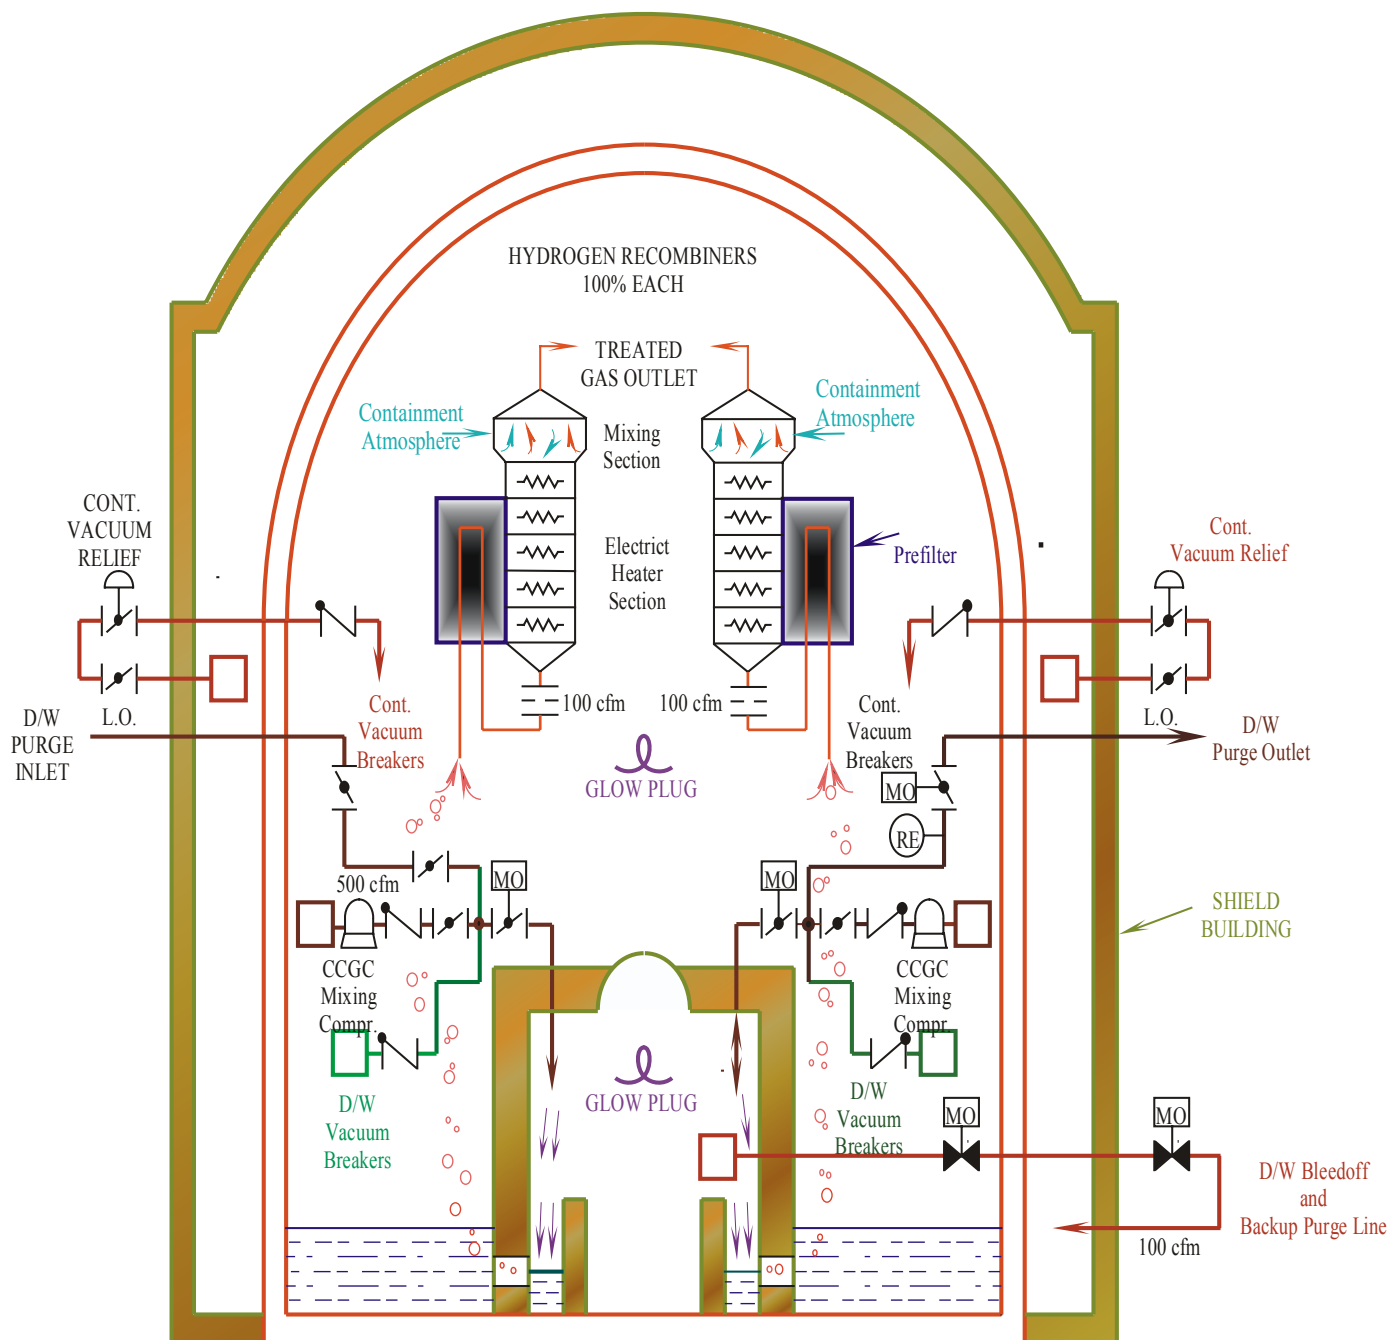 HYDROGEN RECOMBINERS
100% EACH
TREATED
GAS OUTLET
Containment
Atmosphere
Mixing
Section
Containment
Atmosphere
CONT.
VACUUM
RELIEF
Electrict
Heater
Section
Prefilter
Cont.
Vacuum Relief
L.O.
100 cfm
100 cfm
L.O.
D/W
PURGE
INLET
Cont.
Vacuum
Breakers
GLOW PLUG
Cont.
Vacuum
Breakers
D/W
Purge Outlet
MO
RE
500 cfm
MO
MO
SHIELD
BUILDING
CCGC
Mixing
Compr.
CCGC
Mixing
Compr.
D/W
Vacuum
Breakers
GLOW PLUG
D/W
Vacuum
Breakers
MO
MO
D/W Bleedoff
and
Backup Purge Line
100 cfm